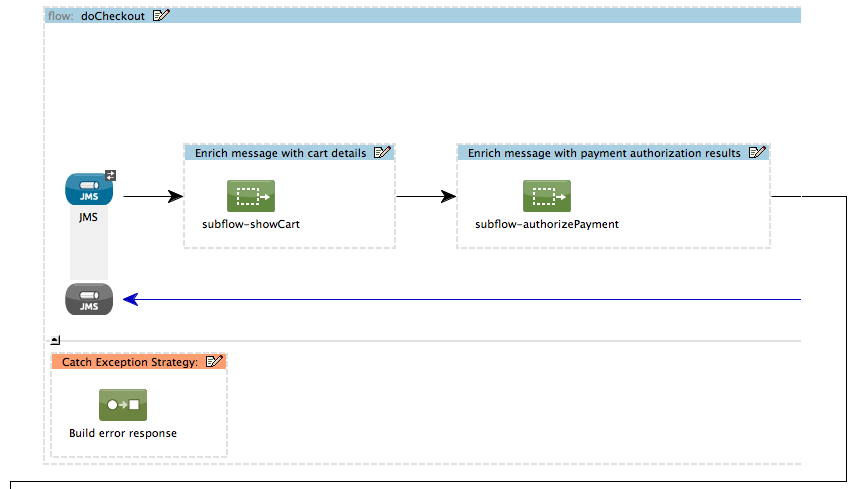 flow: doCheckout
Enrich message with cart details
Enrich message with payment authorization results
JMS
JMS
subflow-showCart
subflow-authorizePayment
JMS
Catch Exception Strategy:
Build error response